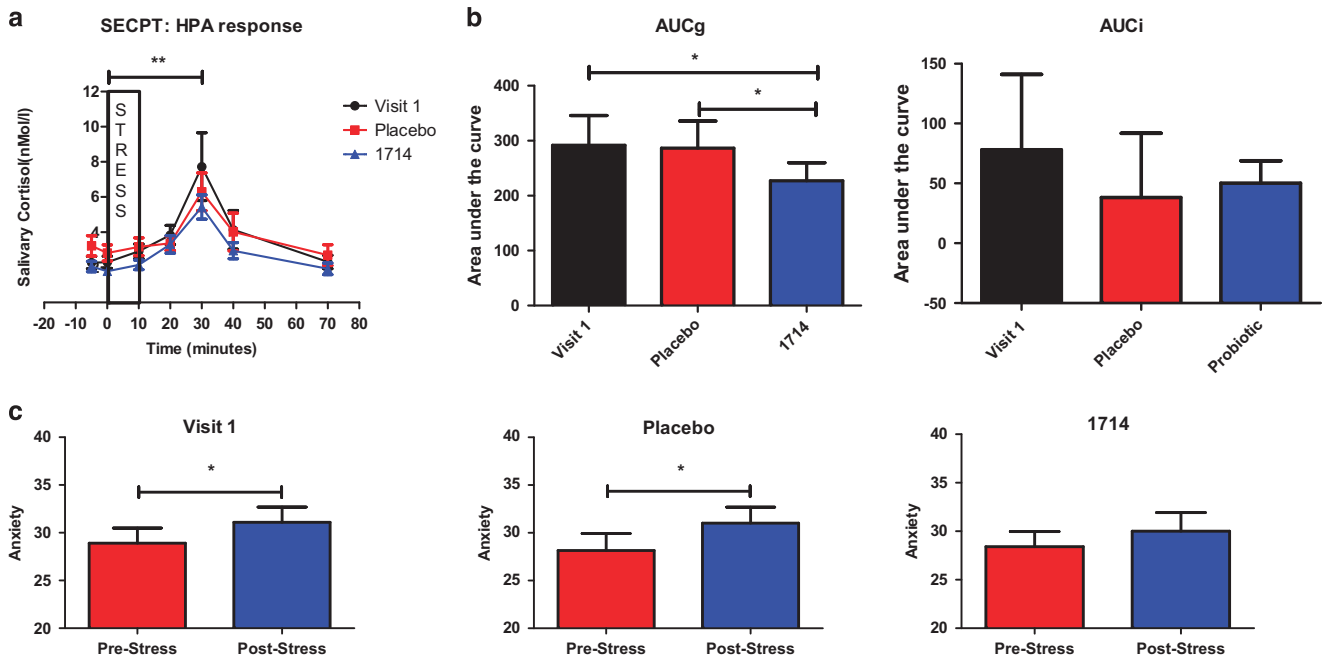 a
SECPT: HPA response
**
Salivary Cortisol(nMol/l)
12
10
8
6
4
STRESS
Visit 1
Placebo
1714
-20 -10 0 10 20 30 40 50 60 70 80
Time (minutes)
b
AUCg
*
*
Area under the curve
400
300
200
100
0
Visit 1
Placebo
1714
AUCi
Area under the curve
150
100
50
0
-50
Visit 1
Placebo
Probiotic
c
Visit 1
*
Anxiety
40
35
30
25
20
Pre-Stress Post-Stress
Placebo
*
Anxiety
40
35
30
25
20
Pre-Stress Post-Stress
1714
Anxiety
40
35
30
25
20
Pre-Stress Post-Stress